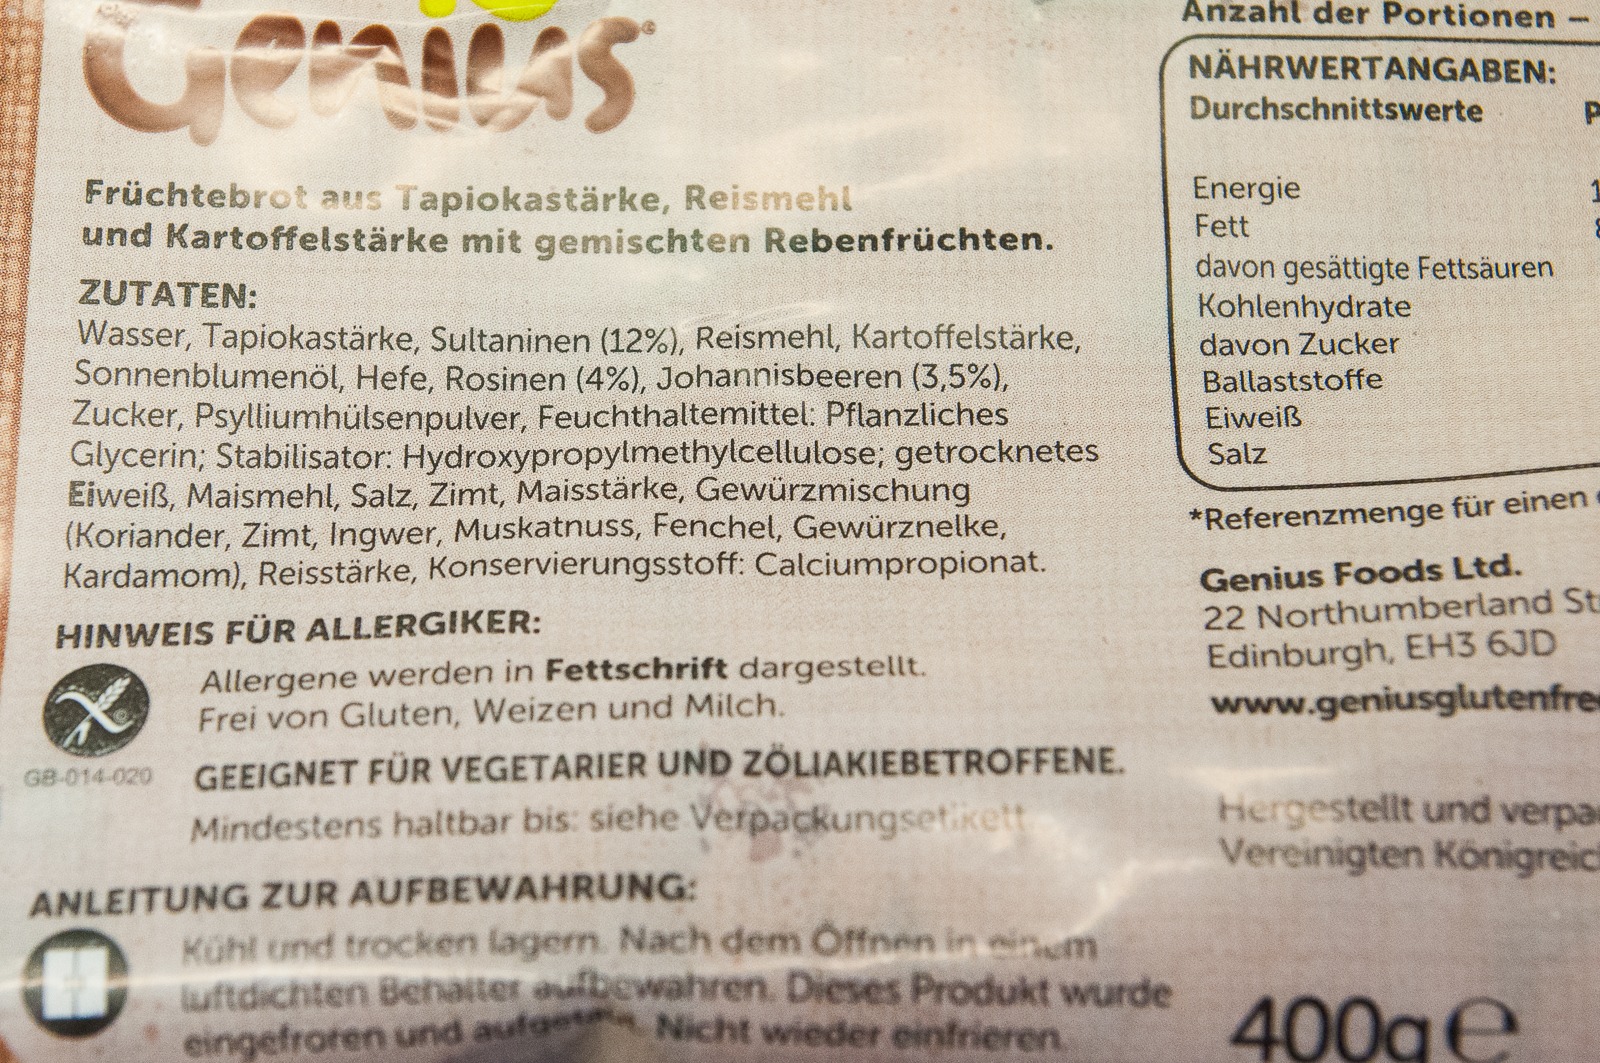 Genius
Früchtebrot aus Tapiokastärke, Reismehl
und Kartoffelstärke mit gemischten Rebenfrüchten.
ZUTATEN:
Wasser, Tapiokastärke, Sultaninen (12%), Reismehl, Kartoffelstärke,
Sonnenblumenöl, Hefe, Rosinen (4%), Johannisbeeren (3,5%),
Zucker, Psylliumhülsenpulver, Feuchthaltemittel: Pflanzliches
Glycerin; Stabilisator: Hydroxypropylmethylcellulose; getrocknetes
Eiweiß, Maismehl, Salz, Zimt, Maisstärke, Gewürzmischung
(Koriander, Zimt, Ingwer, Muskatnuss, Fenchel, Gewürznelke,
Kardamom), Reisstärke, Konservierungsstoff: Calciumpropionat.
HINWEIS FÜR ALLERGIKER:
Allergene werden in Fettschrift dargestellt.
Frei von Gluten, Weizen und Milch.
GB-014-020
GEEIGNET FÜR VEGETARIER UND ZÖLIAKIEBETROFFENE.
Mindestens haltbar bis: siehe Verpackungsetikett
ANLEITUNG ZUR AUFBEWAHRUNG:
Kühl und trocken lagern. Nach dem Öffnen in einem
luftdichten Behälter aufbewahren. Dieses Produkt wurde
eingefroren und Nicht wieder einfrieren.
Anzahl der Portionen –
NÄHRWERTANGABEN:
Durchschnittswerte
Energie
Fett
davon gesättigte Fettsäuren
Kohlenhydrate
davon Zucker
Ballaststoffe
Eiweiß
Salz
*Referenzmenge für einen
Genius Foods Ltd.
22 Northumberland St
Edinburgh, EH3 6JD
www.geniusglutenfre
Hergestellt und verpa
Vereinigten Königreic
400g e